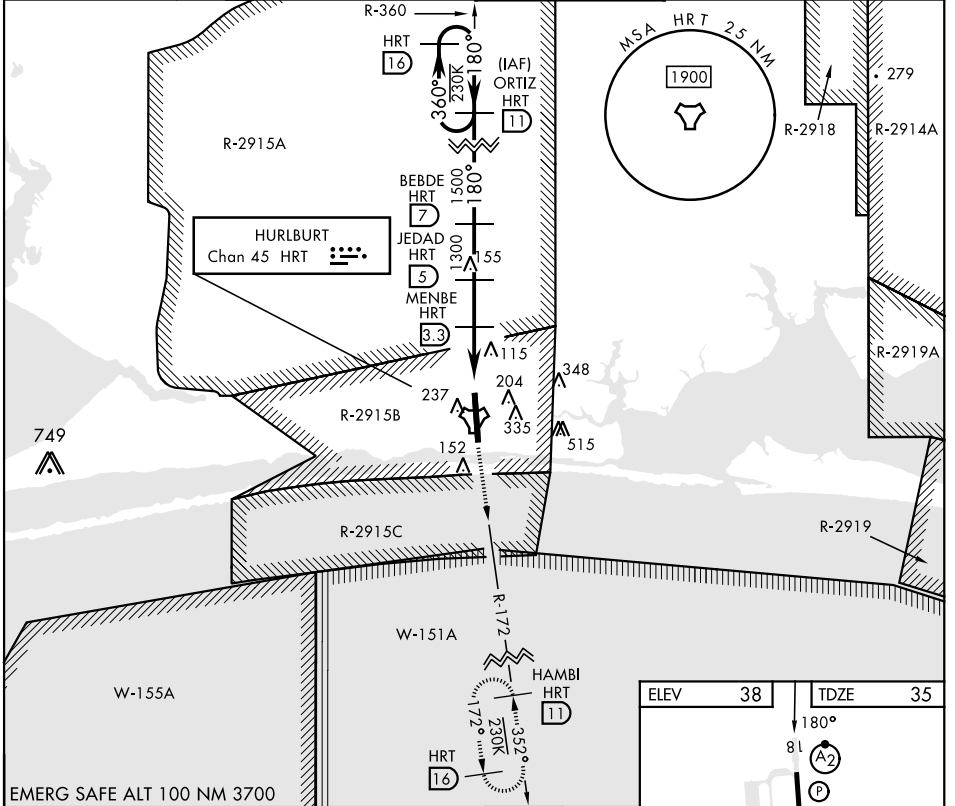 R-360
HRT
16
360°
230K
180°
(IAF)
ORTIZ
HRT
11
MSA HRT 25 NM
1900
R-2918
279
R-2914A
R-2915A
BEBDE
HRT
7
1500
180°
HURLBURT
Chan 45 HRT
JEDAD
HRT
5
1300
155
MENBE
HRT
3.3
115
R-2919A
237
204
348
335
R-2915B
515
749
152
R-2915C
R-2919
R-172
W-151A
W-155A
HAMBI
HRT
11
172°
230K
352°
HRT
16
ELEV 38
TDZE 35
180°
18
A2
P
EMERG SAFE ALT 100 NM 3700